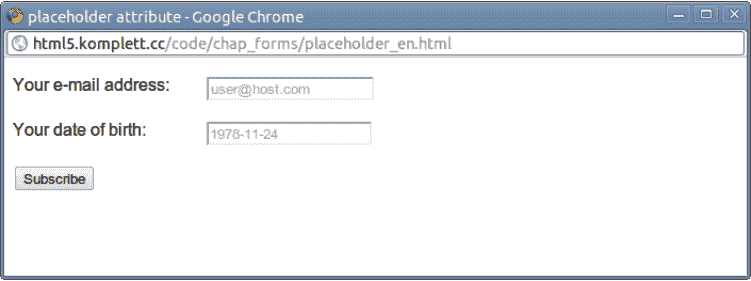 placeholder attribute - Google Chrome
html5.komplett.cc/code/chap_forms/placeholder_en.html
Your e-mail address: user@host.com
Your date of birth: 1978-11-24
Subscribe